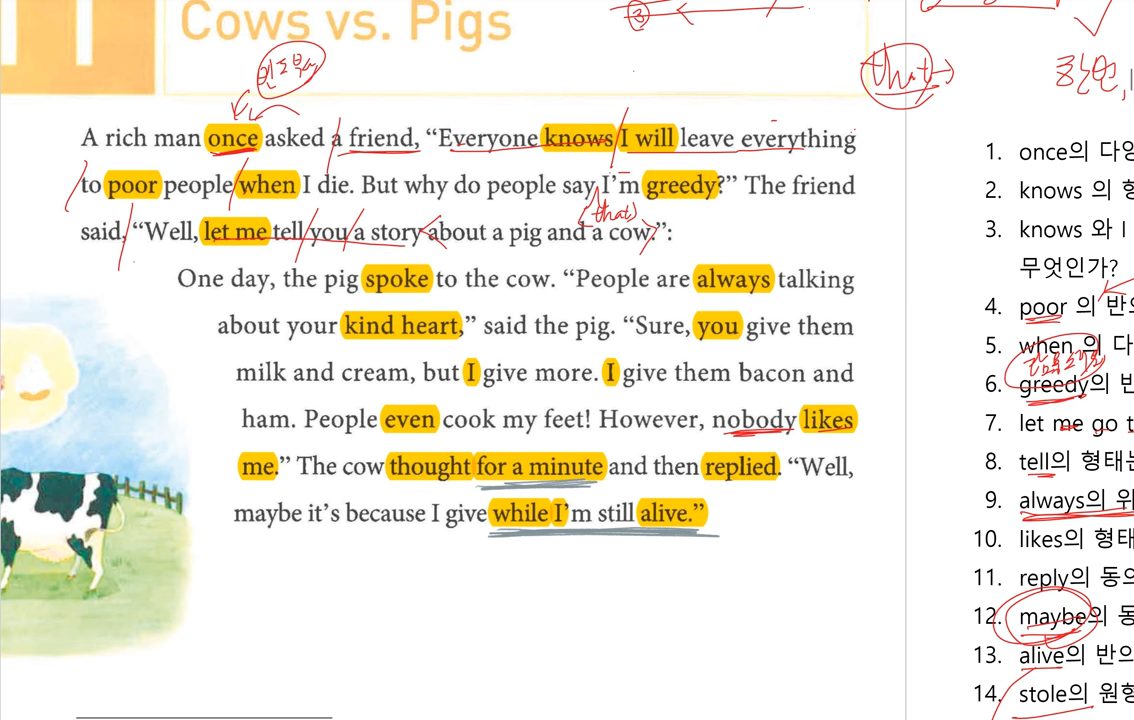 Cows vs. Pigs
3
that
빈도부사
A rich man once asked a friend, “Everyone knows I will leave everything
to poor people when I die. But why do people say I’m greedy?” The friend
(that)
said, “Well, let me tell you a story about a pig and a cow.”:
One day, the pig spoke to the cow. “People are always talking
about your kind heart,” said the pig. “Sure, you give them
milk and cream, but I give more. I give them bacon and
ham. People even cook my feet! However, nobody likes
me.” The cow thought for a minute and then replied. “Well,
maybe it’s because I give while I’m still alive.”
1. once의 다양
2. knows 의 형
3. knows 와 I
무엇인가?
4. poor 의 반의
5. when 의 다
6. greedy의 반
7. let me go t
8. tell의 형태는
9. always의 위
10. likes의 형태
11. reply의 동의
12. maybe의 동
13. alive의 반의
14. stole의 원형